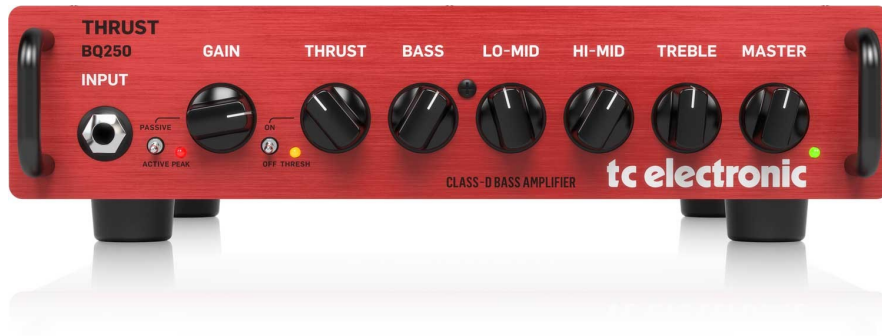 THRUST
BQ250
INPUT
GAIN
THRUST
BASS
LO-MID
HI-MID
TREBLE
MASTER
PASSIVE
ACTIVE PEAK
ON
OFF THRESH
CLASS-D BASS AMPLIFIER
tc electronic